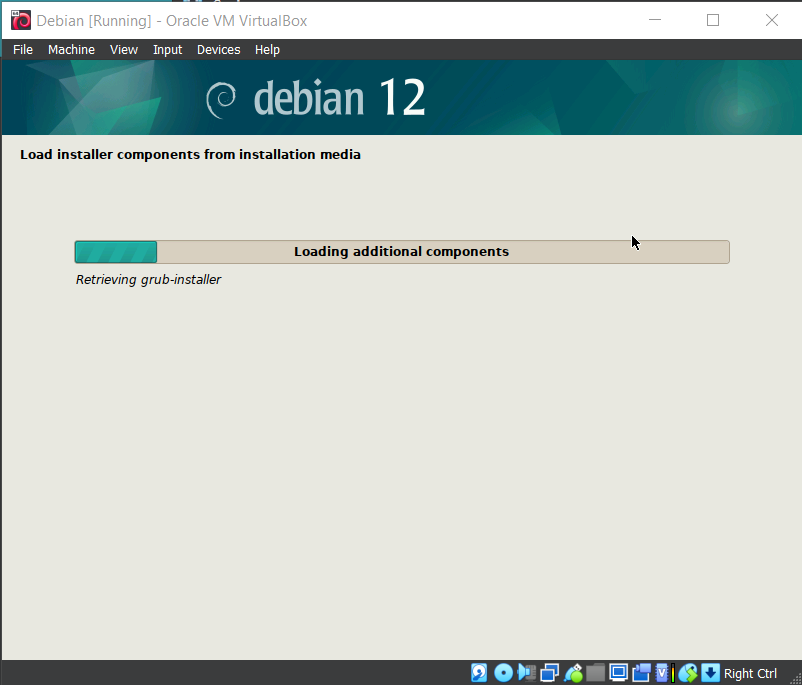 Debian [Running] - Oracle VM VirtualBox
File Machine View Input Devices Help
debian 12
Load installer components from installation media
Loading additional components
Retrieving grub-installer
Right Ctrl